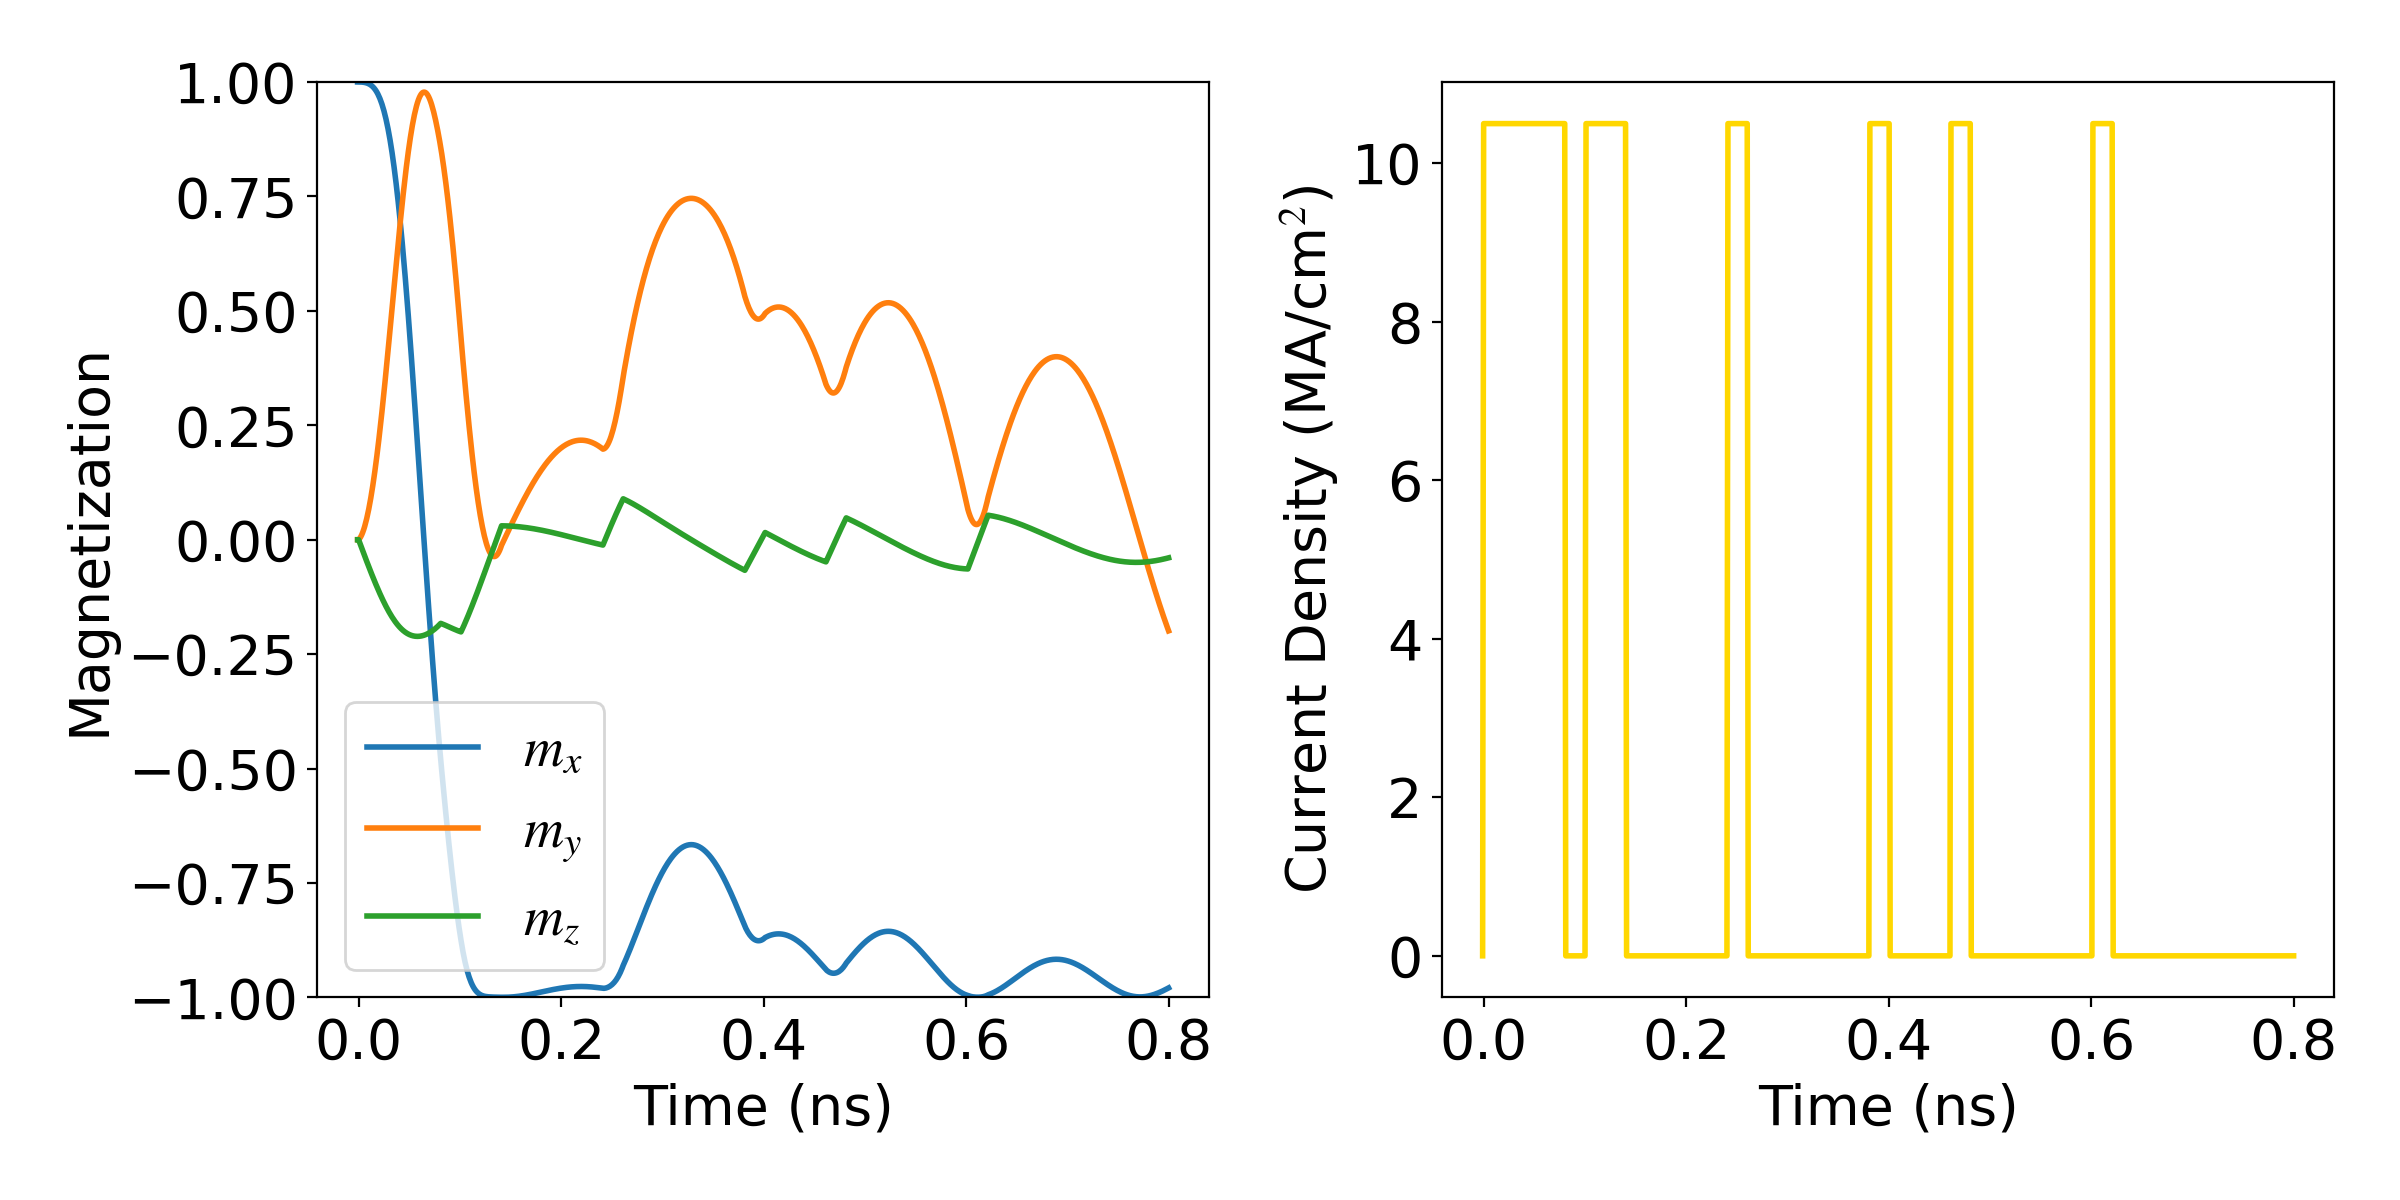 1.00
0.75
0.50
0.25
0.00
−0.25
−0.50
−0.75
−1.00
Magnetization
m_x
m_y
m_z
0.0 0.2 0.4 0.6 0.8
Time (ns)
10
8
6
4
2
0
Current Density (MA/cm²)
0.0 0.2 0.4 0.6 0.8
Time (ns)